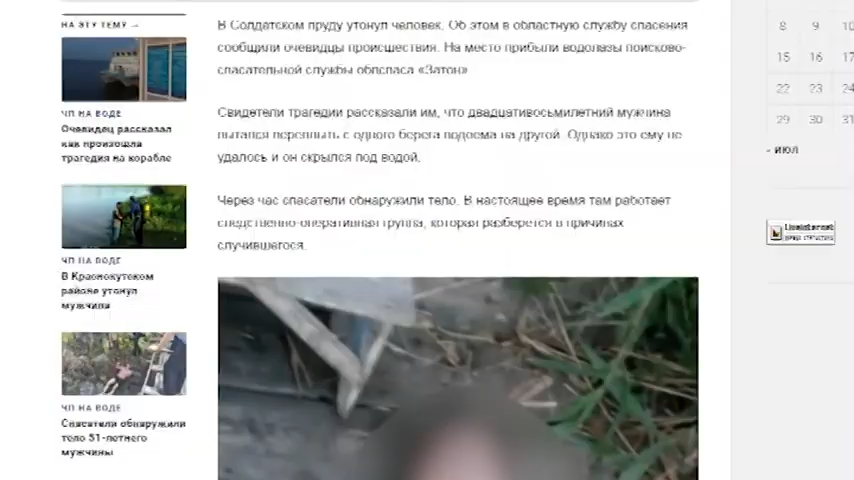 НА ЭТУ ТЕМУ →
ЧП НА ВОДЕ
Очевидец рассказал
как произошла
трагедия на корабле
ЧП НА ВОДЕ
В Краснокутском
районе утонул
мужчина
ЧП НА ВОДЕ
Спасатели обнаружили
тело 51-летнего
мужчины
В Солдатском пруду утонул человек. Об этом в областную службу спасения
сообщили очевидцы происшествия. На место прибыли водолазы поисково-
спасательной службы облспаса «Затон»
Свидетели трагедии рассказали им, что двадцативосьмилетний мужчина
пытался переплыть с одного берега водоема на другой. Однако это ему не
удалось и он скрылся под водой.
Через час спасатели обнаружили тело. В настоящее время там работает
следственно-оперативная группа, которая разберется в причинах
случившегося.
8 9 10
15 16 17
22 23 24
29 30 31
« ИЮЛ
LiveInternet